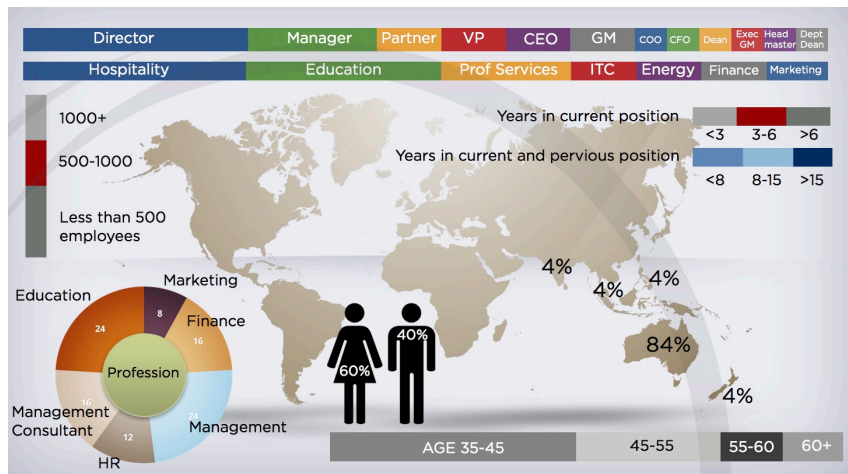 Director Manager Partner VP CEO GM COO CFO Dean Exec GM Head master Dept Dean
Hospitality Education Prof Services ITC Energy Finance Marketing
1000+
500-1000
Less than 500
employees
Years in current position
<3 3-6 >6
Years in current and pervious position
<8 8-15 >15
4%
4%
4%
84%
4%
Education
Marketing
Finance
Management
HR
Management
Consultant
Profession
24
8
16
24
12
16
60%
40%
AGE 35-45 45-55 55-60 60+